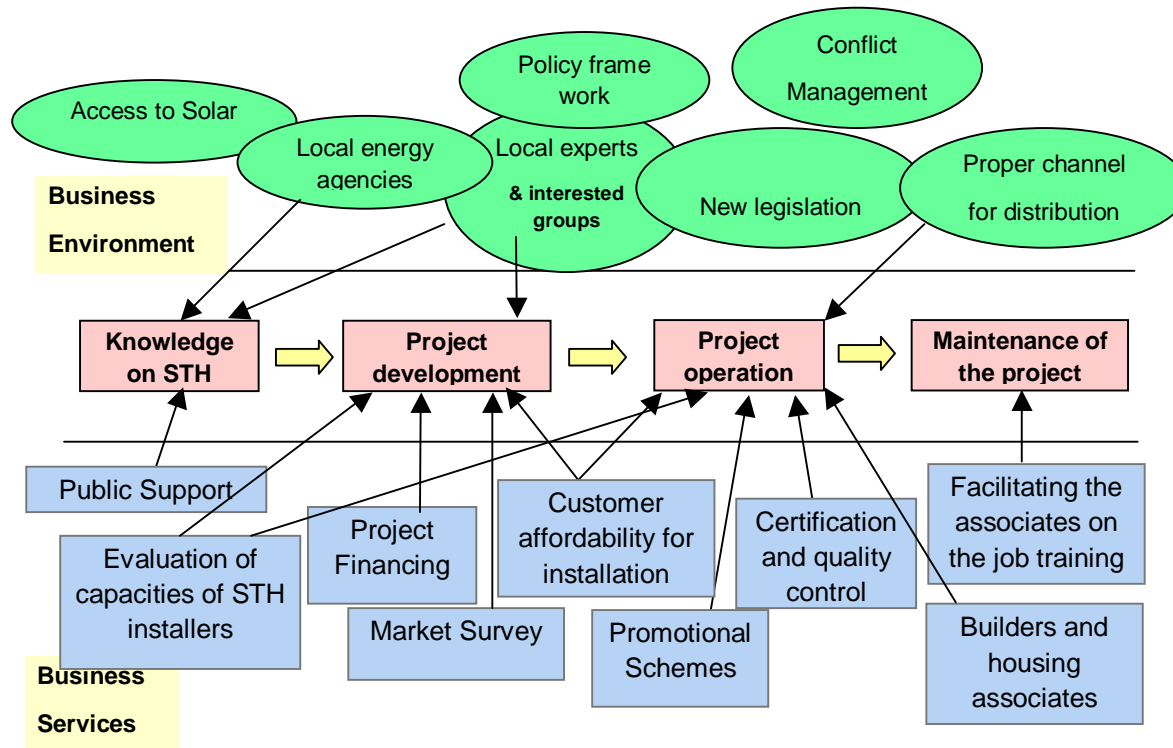 Access to Solar
Local energy
agencies
Policy frame
work
Local experts
& interested
groups
Conflict
Management
New legislation
Proper channel
for distribution
Business
Environment
Knowledge
on STH
Project
development
Project
operation
Maintenance of
the project
Public Support
Evaluation of
capacities of STH
installers
Project
Financing
Market Survey
Customer
affordability for
installation
Promotional
Schemes
Certification
and quality
control
Facilitating the
associates on
the job training
Builders and
housing
associates
Business
Services